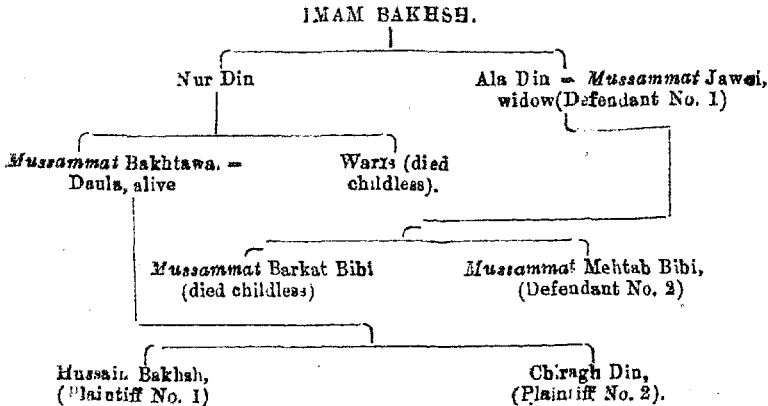 IMAM BAKHSH.
Nur Din
Ala Din = Mussammat Jawai,
widow(Defendant No. 1)
Mussammat Bakhtawa. =
Daula, alive
Waris (died
childless).
Mussammat Barkat Bibi
(died childless)
Mussammat Mehtab Bibi,
(Defendant No. 2)
Hussain Bakhsh,
(Plaintiff No. 1)
Chiragh Din,
(Plaintiff No. 2).